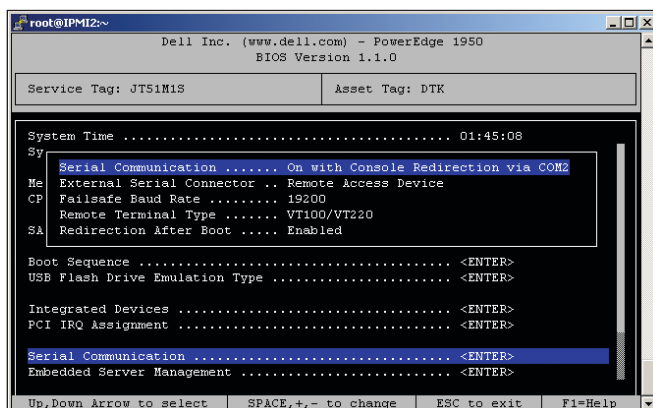 root@IPMI2:~
Dell Inc. (www.dell.com) - PowerEdge 1950
BIOS Version 1.1.0
Service Tag: JT51M1S Asset Tag: DTK
System Time ........................................... 01:45:08
Sy
Serial Communication ....... On with Console Redirection via COM2
Me External Serial Connector .. Remote Access Device
CP Failsafe Baud Rate ......... 19200
Remote Terminal Type ....... VT100/VT220
SA Redirection After Boot ..... Enabled
Boot Sequence ......................................... <ENTER>
USB Flash Drive Emulation Type ........................ <ENTER>
Integrated Devices .................................... <ENTER>
PCI IRQ Assignment .................................... <ENTER>
Serial Communication .................................. <ENTER>
Embedded Server Management ............................ <ENTER>
Up,Down Arrow to select SPACE,+,- to change ESC to exit F1=Help